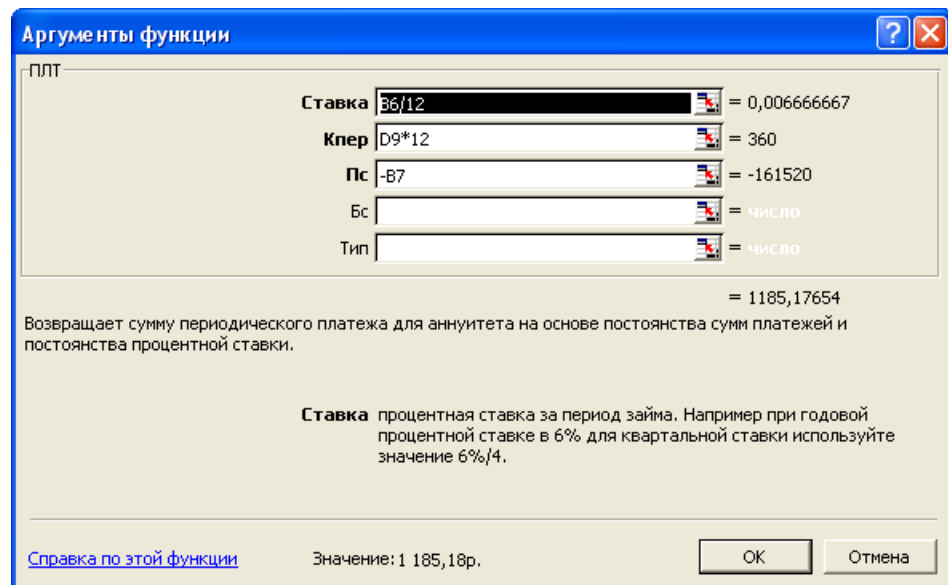 Аргументы функции
ПЛТ
Ставка B6/12 = 0,006666667
Кпер D9*12 = 360
Пс -B7 = -161520
Бс = число
Тип = число
= 1185,17654
Возвращает сумму периодического платежа для аннуитета на основе постоянства сумм платежей и
постоянства процентной ставки.
Ставка процентная ставка за период займа. Например при годовой
процентной ставке в 6% для квартальной ставки используйте
значение 6%/4.
Справка по этой функции Значение: 1 185,18р. ОК Отмена